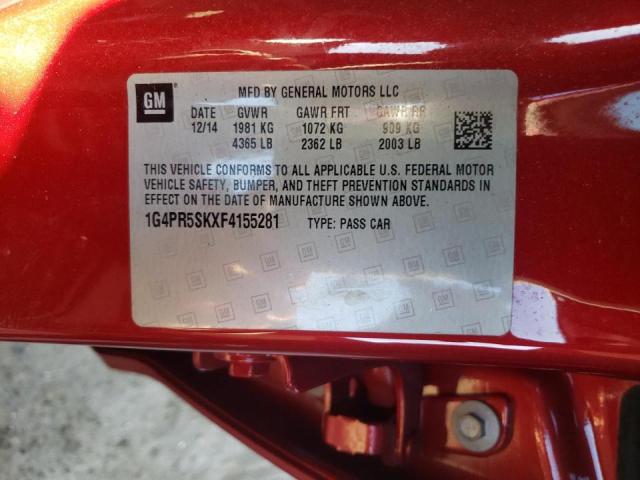 GM MFD BY GENERAL MOTORS LLC
DATE GVWR GAWR FRT GAWR RR
12/14 1981 KG 1072 KG 909 KG
4365 LB 2362 LB 2003 LB
THIS VEHICLE CONFORMS TO ALL APPLICABLE U.S. FEDERAL MOTOR
VEHICLE SAFETY, BUMPER, AND THEFT PREVENTION STANDARDS IN
EFFECT ON THE DATE OF MANUFACTURE SHOWN ABOVE.
1G4PR5SKXF4155281 TYPE: PASS CAR